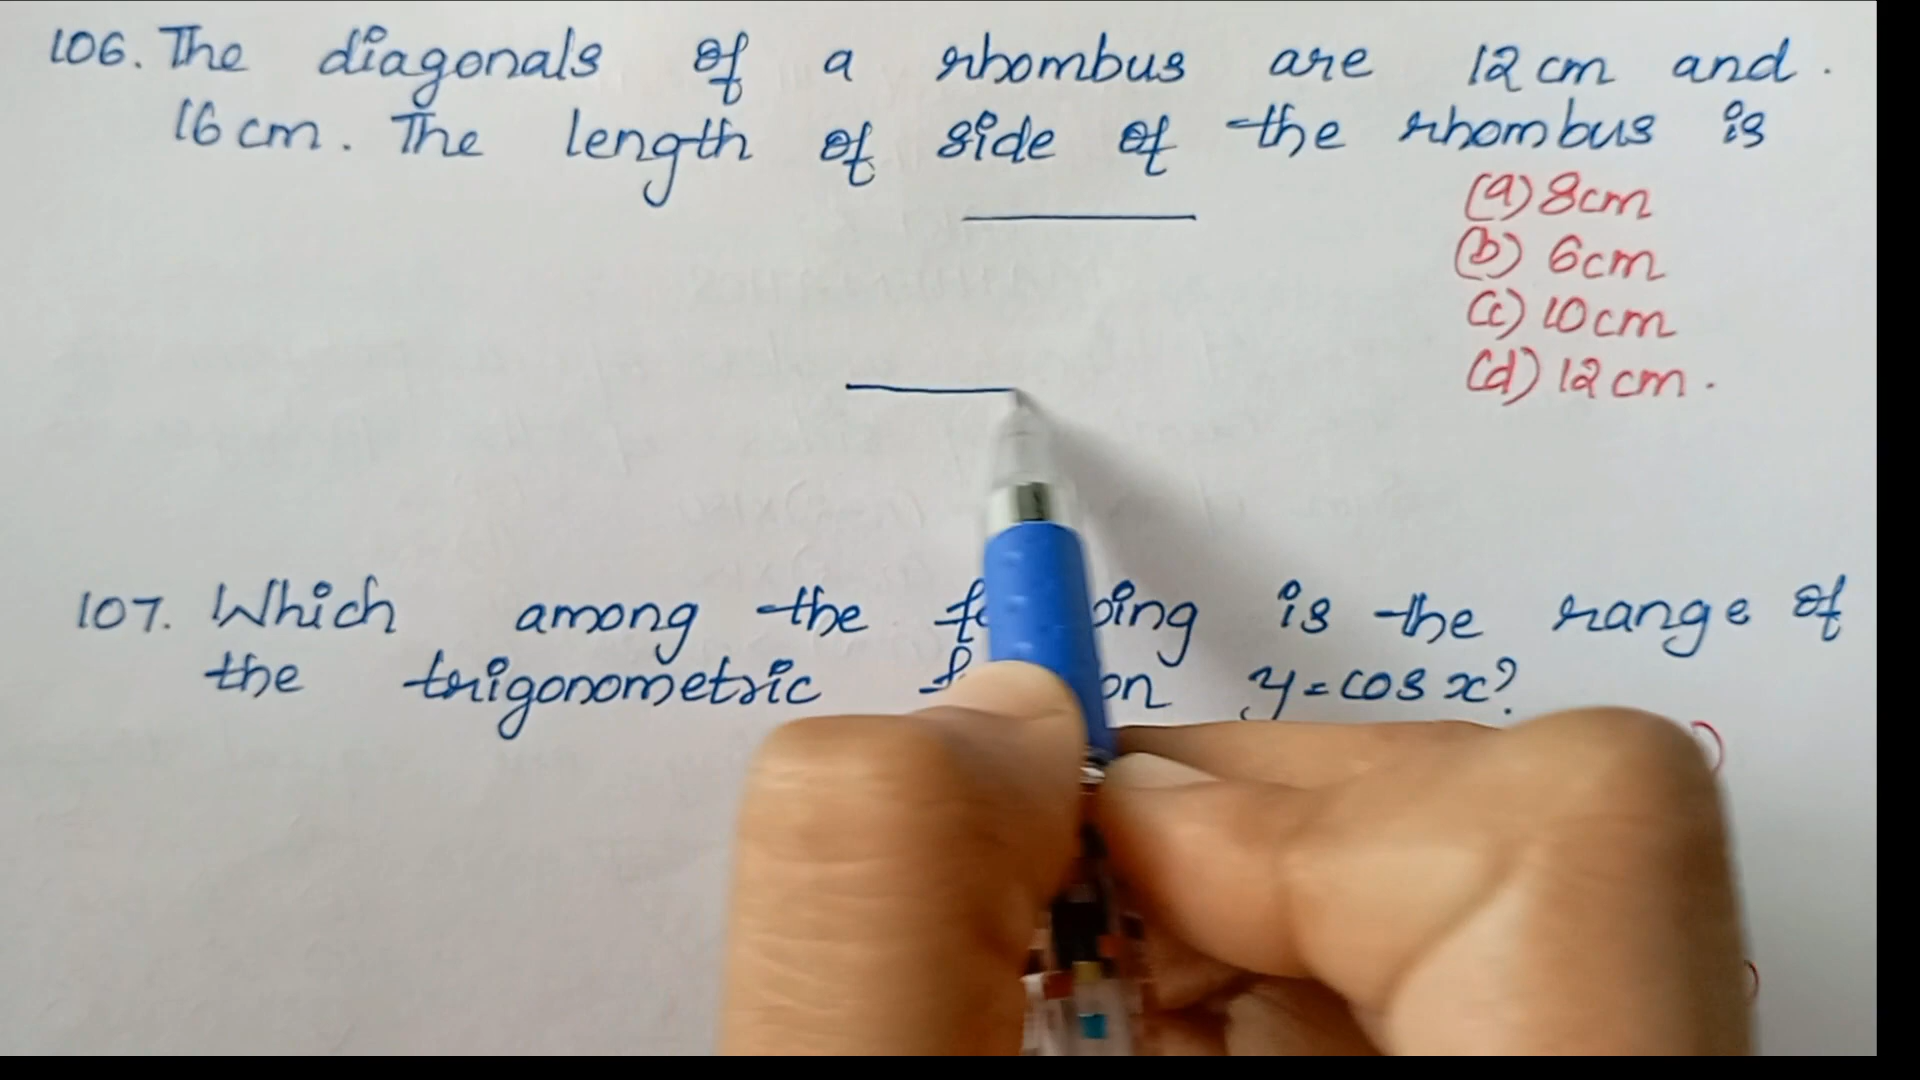 106. The diagonals of a rhombus are 12 cm and.
16 cm. The length of side of the rhombus is
(a) 8cm
(b) 6cm
(c) 10cm
(d) 12 cm.
107. Which among the is the range of
the trigonometric y = cos x?